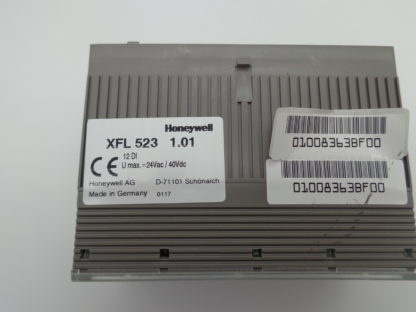 Honeywell
XFL 523 1.01
CE
12 DI
U max. =24Vac / 40Vdc
Honeywell AG D-71101 Schönaich
Made in Germany 0117
01008363BF00
01008363BF00